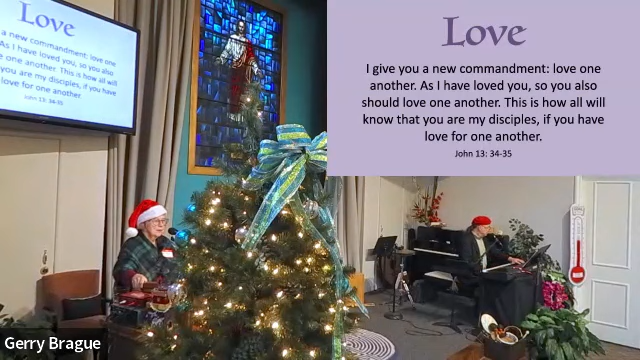 Love
a new commandment: love one
As I have loved you, so you also
one another. This is how all will
you are my disciples, if you have
love for one another.
John 13: 34-35
Love
I give you a new commandment: love one
another. As I have loved you, so you also
should love one another. This is how all will
know that you are my disciples, if you have
love for one another.
John 13: 34-35
Gerry Brague